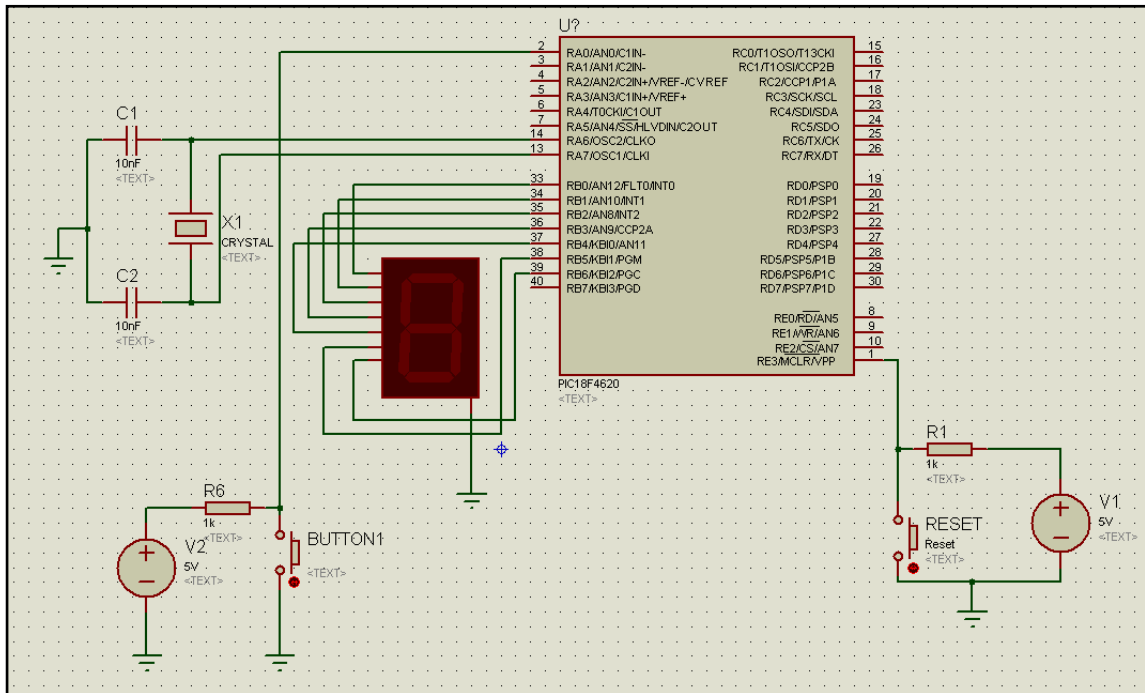 U?
2 RA0/AN0/C1IN- RC0/T1OSO/T13CKI 15
3 RA1/AN1/C2IN- RC1/T1OSI/CCP2B 16
4 RA2/AN2/C2IN+/VREF-/CVREF RC2/CCP1/P1A 17
5 RA3/AN3/C1IN+/VREF+ RC3/SCK/SCL 18
6 RA4/T0CKI/C1OUT RC4/SDI/SDA 23
7 RA5/AN4/SS/HLVDIN/C2OUT RC5/SDO 24
14 RA6/OSC2/CLKO RC6/TX/CK 25
13 RA7/OSC1/CLKI RC7/RX/DT 26
33 RB0/AN12/FLT0/INT0 RD0/PSP0 19
34 RB1/AN10/INT1 RD1/PSP1 20
35 RB2/AN8/INT2 RD2/PSP2 21
36 RB3/AN9/CCP2A RD3/PSP3 22
37 RB4/KBI0/AN11 RD4/PSP4 27
38 RB5/KBI1/PGM RD5/PSP5/P1B 28
39 RB6/KBI2/PGC RD6/PSP6/P1C 29
40 RB7/KBI3/PGD RD7/PSP7/P1D 30
RE0/RD/AN5 8
RE1/WR/AN6 9
RE2/CS/AN7 10
RE3/MCLR/VPP 1
PIC18F4620
<TEXT>
C1
10nF
<TEXT>
X1
CRYSTAL
<TEXT>
C2
10nF
<TEXT>
R6
1k
<TEXT>
V2
5V
<TEXT>
BUTTON1
<TEXT>
R1
1k
<TEXT>
V1
5V
<TEXT>
RESET
Reset
<TEXT>